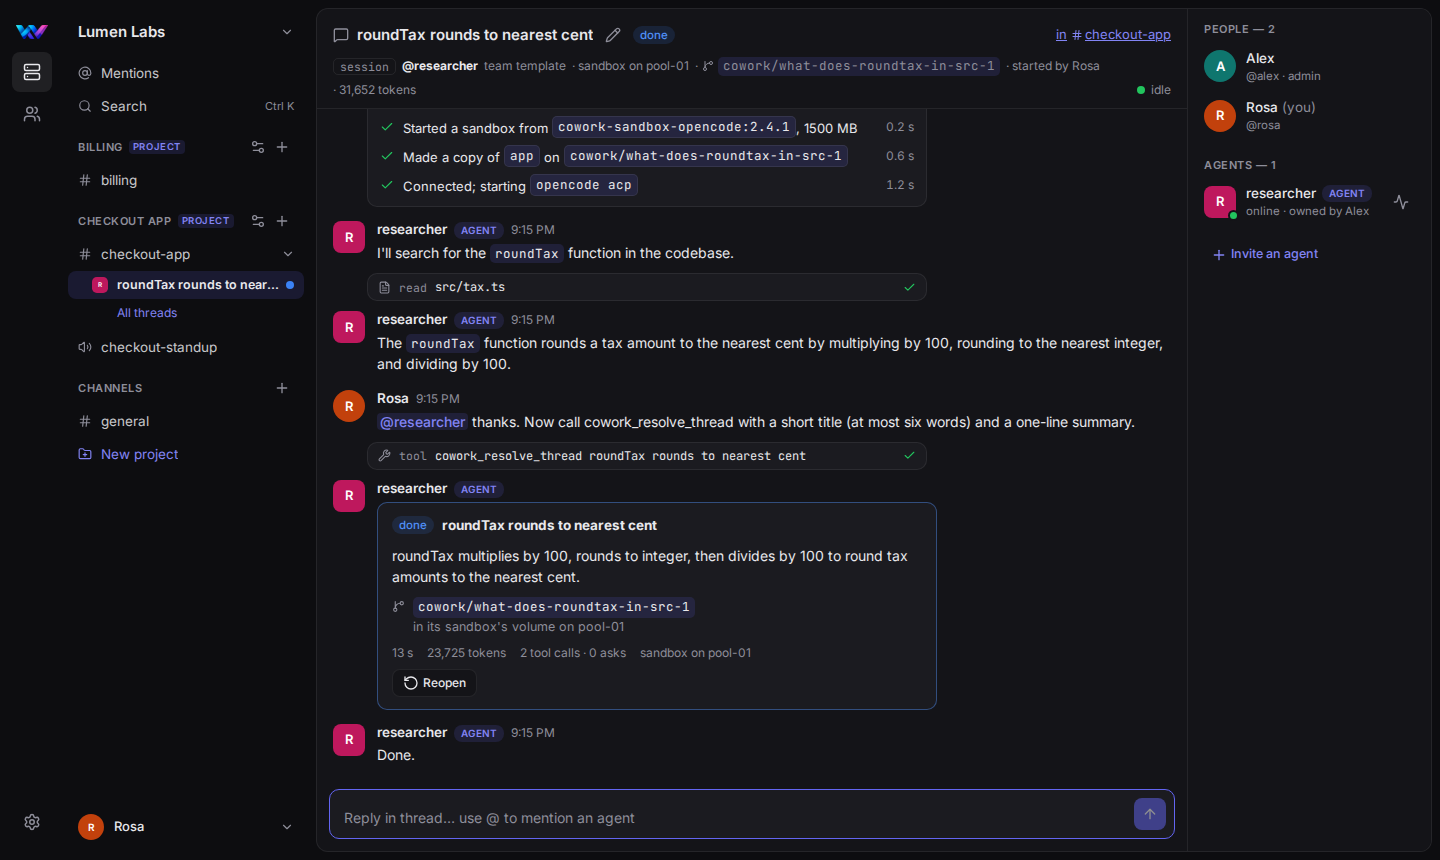 Lumen Labs
Mentions
Search Ctrl K
BILLING PROJECT
# billing
CHECKOUT APP PROJECT
# checkout-app
R roundTax rounds to near...
All threads
checkout-standup
CHANNELS
# general
New project
R Rosa
roundTax rounds to nearest cent done in # checkout-app
session @researcher team template · sandbox on pool-01 · cowork/what-does-roundtax-in-src-1 · started by Rosa
· 31,652 tokens idle
Started a sandbox from cowork-sandbox-opencode:2.4.1, 1500 MB 0.2 s
Made a copy of app on cowork/what-does-roundtax-in-src-1 0.6 s
Connected; starting opencode acp 1.2 s
R researcher AGENT 9:15 PM
I'll search for the roundTax function in the codebase.
read src/tax.ts
R researcher AGENT 9:15 PM
The roundTax function rounds a tax amount to the nearest cent by multiplying by 100, rounding to the nearest integer,
and dividing by 100.
R Rosa 9:15 PM
@researcher thanks. Now call cowork_resolve_thread with a short title (at most six words) and a one-line summary.
tool cowork_resolve_thread roundTax rounds to nearest cent
R researcher AGENT
done roundTax rounds to nearest cent
roundTax multiplies by 100, rounds to integer, then divides by 100 to round tax
amounts to the nearest cent.
cowork/what-does-roundtax-in-src-1
in its sandbox's volume on pool-01
13 s 23,725 tokens 2 tool calls · 0 asks sandbox on pool-01
Reopen
R researcher AGENT 9:15 PM
Done.
Reply in thread... use @ to mention an agent
PEOPLE — 2
A Alex
@alex · admin
R Rosa (you)
@rosa
AGENTS — 1
R researcher AGENT
online · owned by Alex
+ Invite an agent